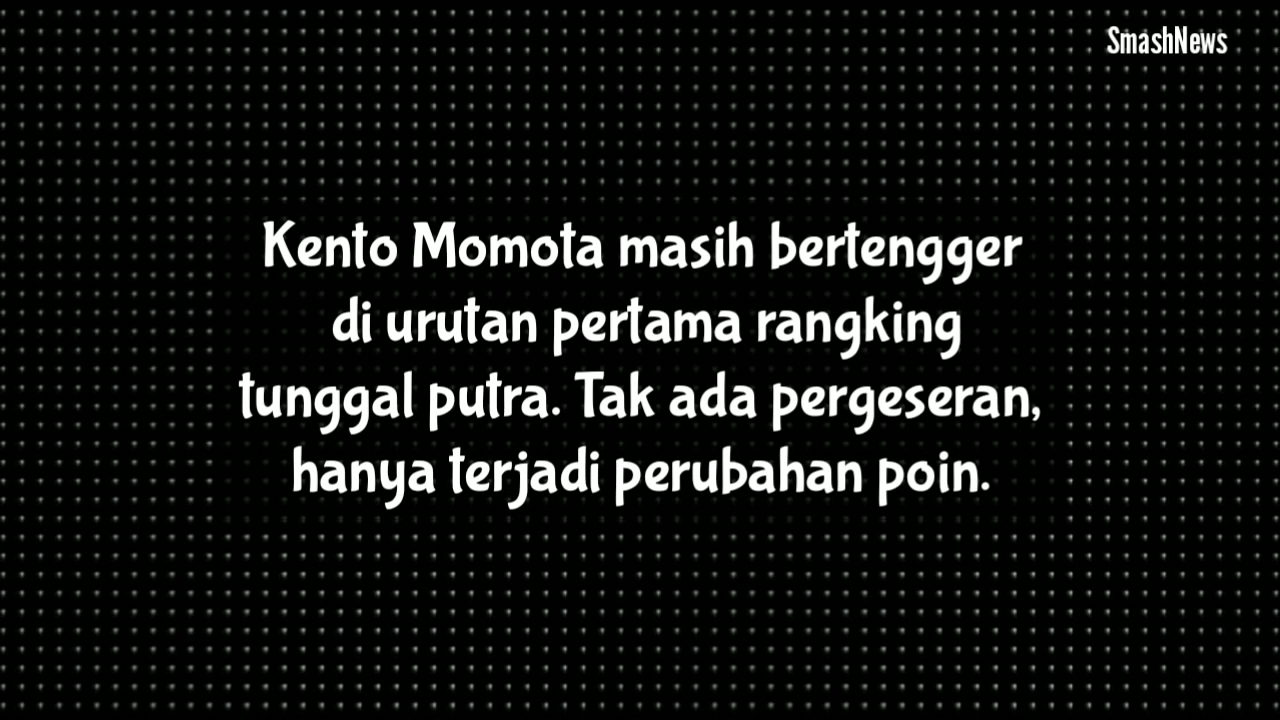 SmashNews
Kento Momota masih bertengger
di urutan pertama rangking
tunggal putra. Tak ada pergeseran,
hanya terjadi perubahan poin.